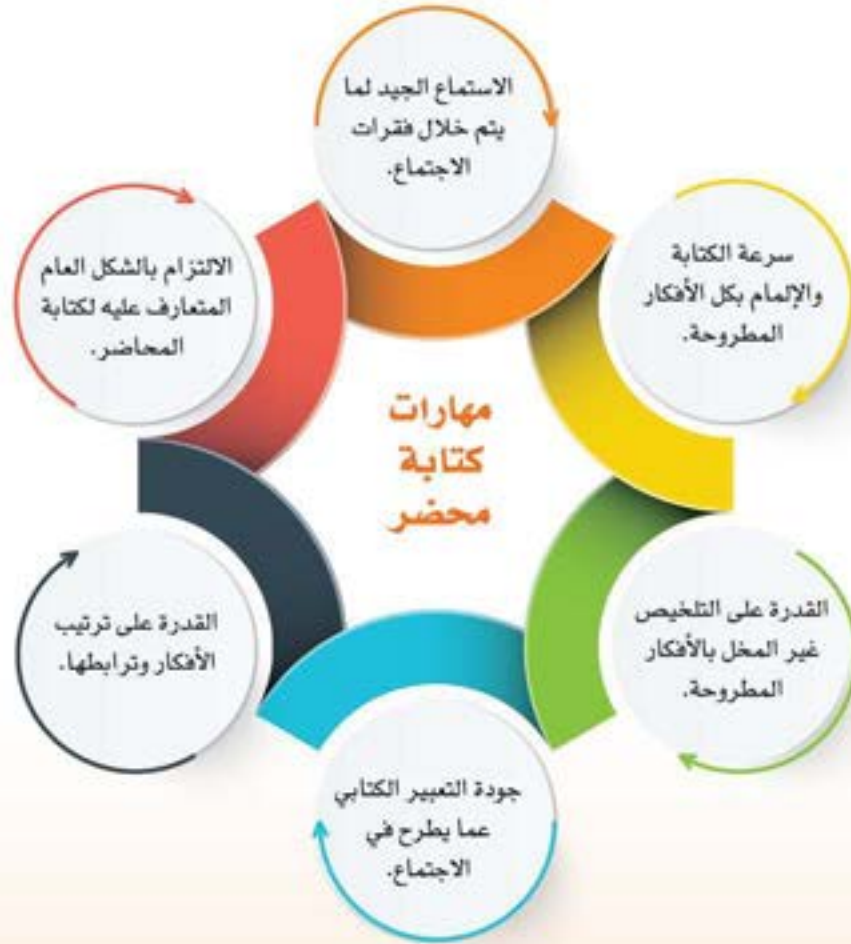 مهارات
كتابة
محضر
الاستماع الجيد لما
يتم خلال فقرات
الاجتماع.
سرعة الكتابة
والإلمام بكل الأفكار
المطروحة.
القدرة على التلخيص
غير المخل بالأفكار
المطروحة.
جودة التعبير الكتابي
عما يطرح في
الاجتماع.
القدرة على ترتيب
الأفكار وترابطها.
الالتزام بالشكل العام
المتعارف عليه لكتابة
المحاضر.